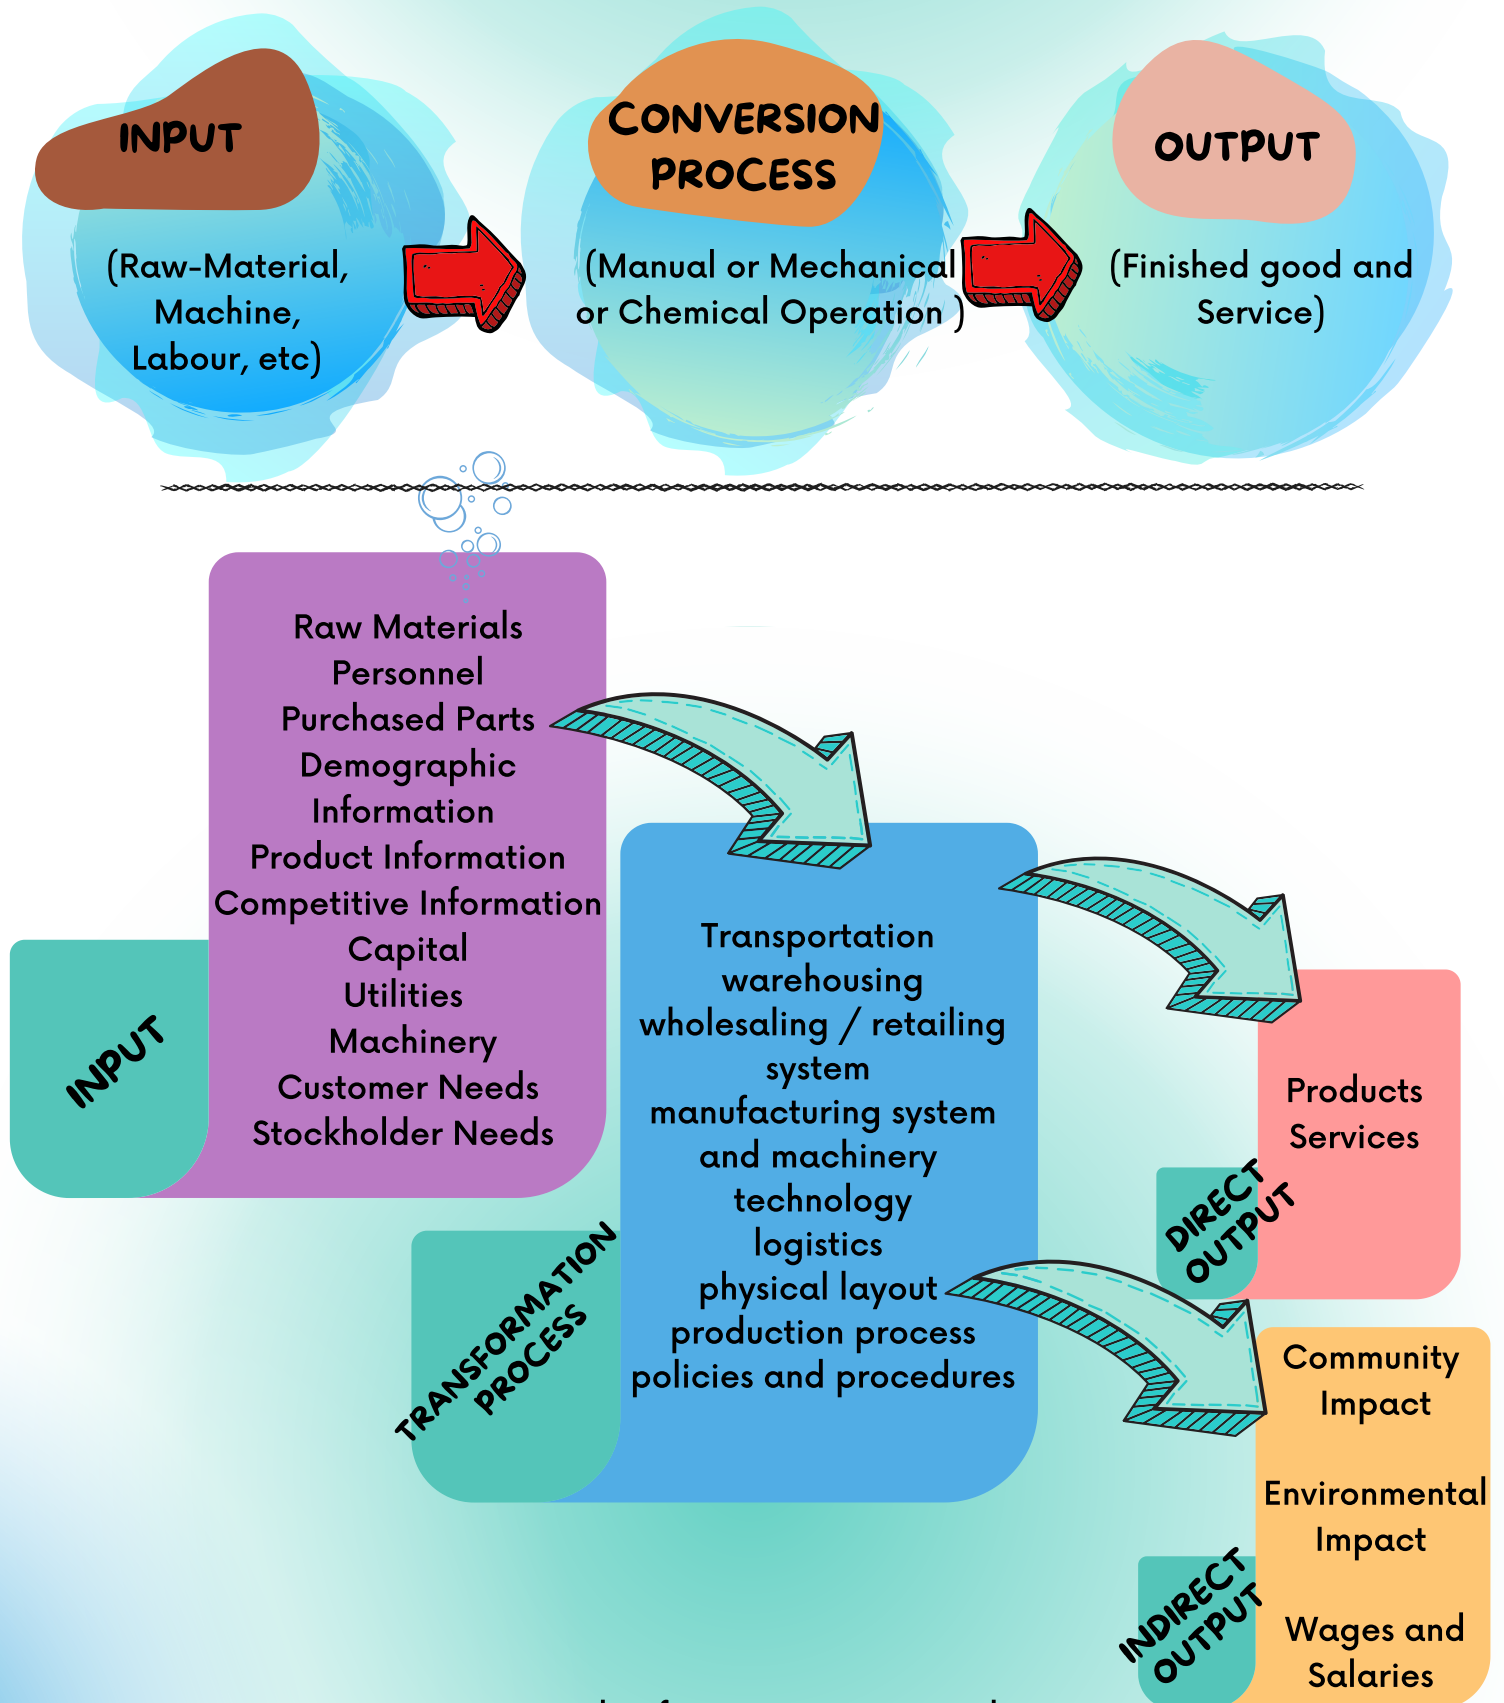 INPUT
(Raw-Material,
Machine,
Labour, etc)
CONVERSION
PROCESS
(Manual or Mechanical
or Chemical Operation )
OUTPUT
(Finished good and
Service)
Raw Materials
Personnel
Purchased Parts
Demographic
Information
Product Information
Competitive Information
Capital
Utilities
Machinery
Customer Needs
Stockholder Needs
INPUT
Transportation
warehousing
wholesaling / retailing
system
manufacturing system
and machinery
technology
logistics
physical layout
production process
policies and procedures
TRANSFORMATION
PROCESS
Products
Services
DIRECT
OUTPUT
Community
Impact
Environmental
Impact
Wages and
Salaries
INDIRECT
OUTPUT